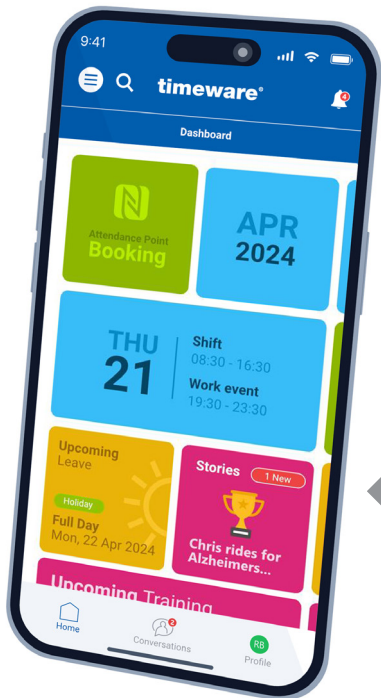 9:41
timeware®
4
Dashboard
Attendance Point
Booking
APR
2024
THU
21
Shift
08:30 - 16:30
Work event
19:30 - 23:30
Upcoming
Leave
Holiday
Full Day
Mon, 22 Apr 2024
Stories
1 New
Chris rides for
Alzheimers...
Upcoming Training
Home
2
Conversations
RB
Profile